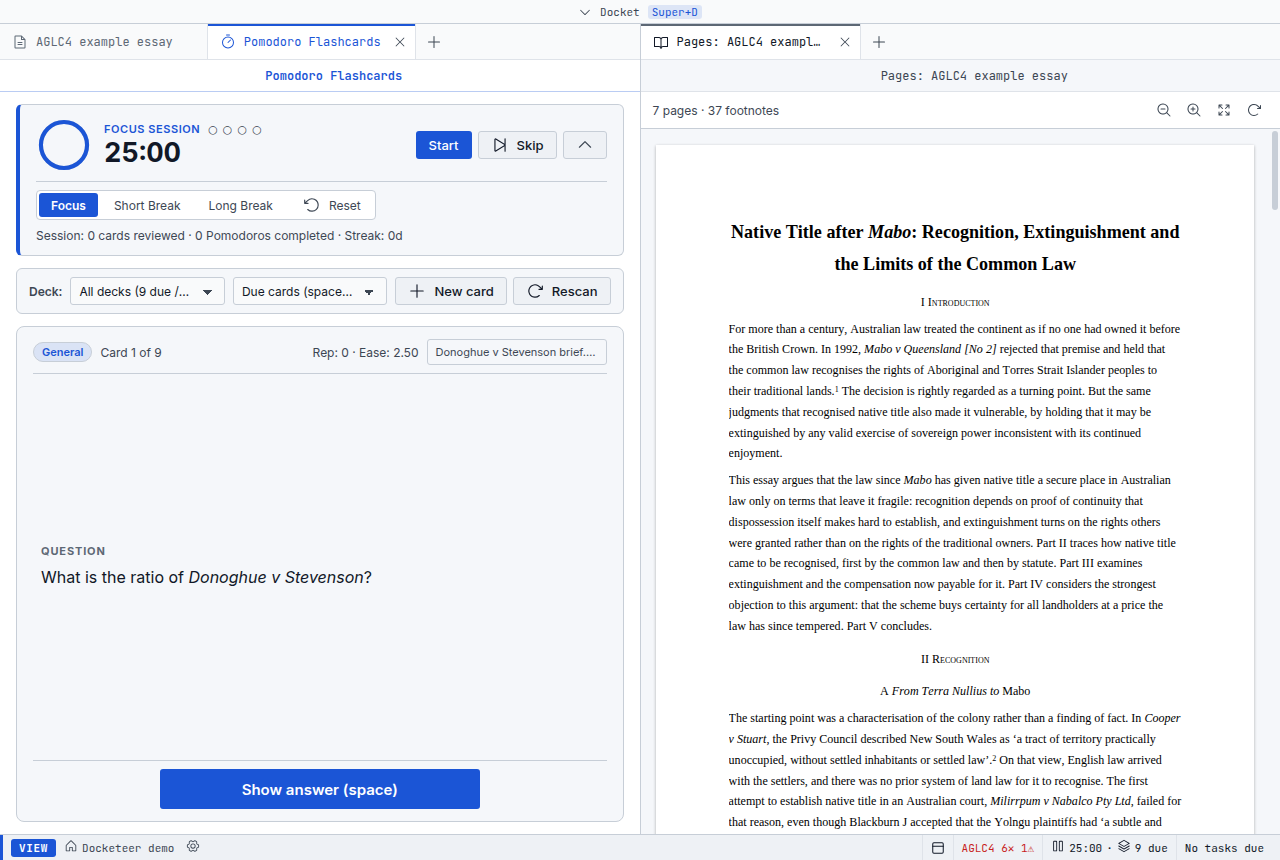 Docket Super+D
AGLC4 example essay
Pomodoro Flashcards
Pages: AGLC4 exampl…
Pomodoro Flashcards
Pages: AGLC4 example essay
FOCUS SESSION
25:00
Start
Skip
Focus
Short Break
Long Break
Reset
Session: 0 cards reviewed · 0 Pomodoros completed · Streak: 0d
Deck:
All decks (9 due /...
Due cards (space...
New card
Rescan
General
Card 1 of 9
Rep: 0 · Ease: 2.50
Donoghue v Stevenson brief....
QUESTION
What is the ratio of Donoghue v Stevenson?
Show answer (space)
7 pages · 37 footnotes
Native Title after Mabo: Recognition, Extinguishment and
the Limits of the Common Law
I Introduction
For more than a century, Australian law treated the continent as if no one had owned it before
the British Crown. In 1992, Mabo v Queensland [No 2] rejected that premise and held that
the common law recognises the rights of Aboriginal and Torres Strait Islander peoples to
their traditional lands.1 The decision is rightly regarded as a turning point. But the same
judgments that recognised native title also made it vulnerable, by holding that it may be
extinguished by any valid exercise of sovereign power inconsistent with its continued
enjoyment.
This essay argues that the law since Mabo has given native title a secure place in Australian
law only on terms that leave it fragile: recognition depends on proof of continuity that
dispossession itself makes hard to establish, and extinguishment turns on the rights others
were granted rather than on the rights of the traditional owners. Part II traces how native title
came to be recognised, first by the common law and then by statute. Part III examines
extinguishment and the compensation now payable for it. Part IV considers the strongest
objection to this argument: that the scheme buys certainty for all landholders at a price the
law has since tempered. Part V concludes.
II Recognition
A From Terra Nullius to Mabo
The starting point was a characterisation of the colony rather than a finding of fact. In Cooper
v Stuart, the Privy Council described New South Wales as ‘a tract of territory practically
unoccupied, without settled inhabitants or settled law’.2 On that view, English law arrived
with the settlers, and there was no prior system of land law for it to recognise. The first
attempt to establish native title in an Australian court, Milirrpum v Nabalco Pty Ltd, failed for
that reason, even though Blackburn J accepted that the Yolngu plaintiffs had ‘a subtle and
VIEW
Docketeer demo
AGLC4 6× 1⚠
25:00 · 9 due
No tasks due